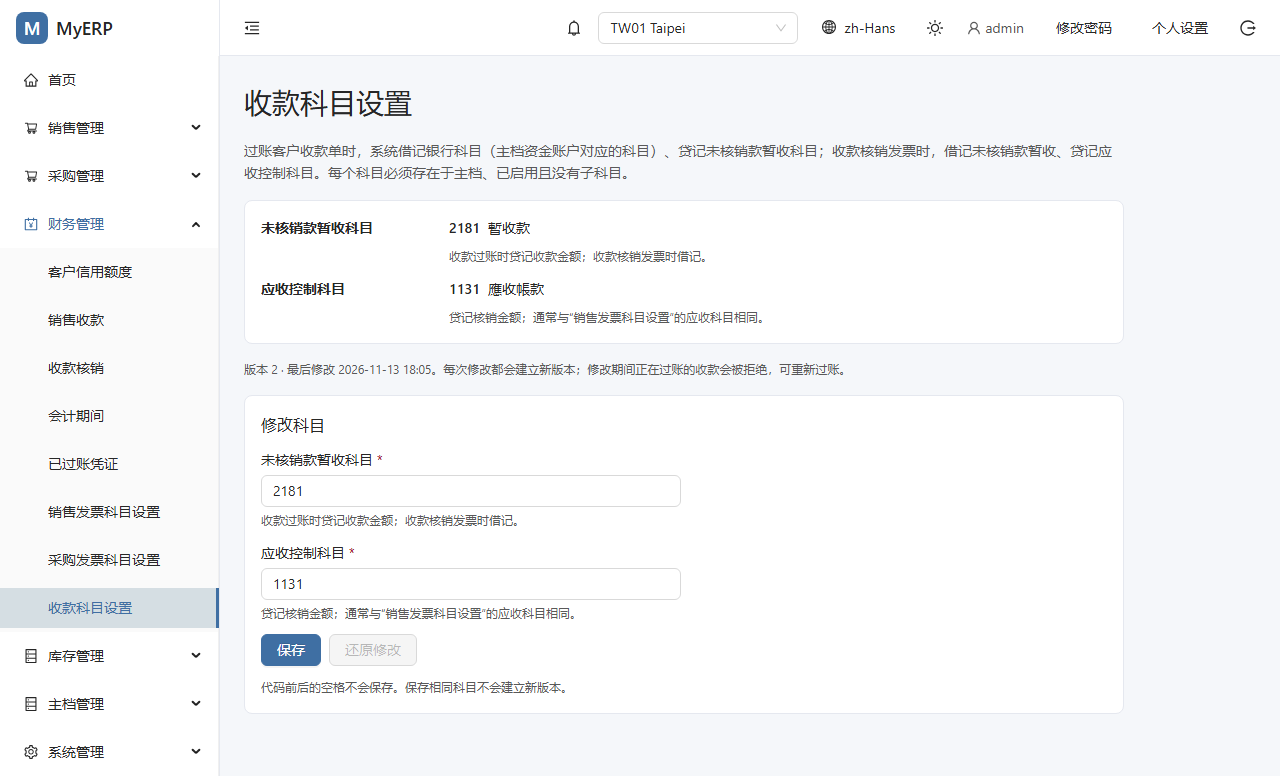 M MyERP
TW01 Taipei
zh-Hans
admin
修改密码
个人设置
首页
销售管理
采购管理
财务管理
客户信用额度
销售收款
收款核销
会计期间
已过账凭证
销售发票科目设置
采购发票科目设置
收款科目设置
库存管理
主档管理
系统管理
收款科目设置
过账客户收款单时，系统借记银行科目（主档资金账户对应的科目）、贷记未核销款暂收科目；收款核销发票时，借记未核销款暂收、贷记应
收控制科目。每个科目必须存在于主档、已启用且没有子科目。
未核销款暂收科目 2181 暫收款
收款过账时贷记收款金额；收款核销发票时借记。
应收控制科目 1131 應收帳款
贷记核销金额；通常与“销售发票科目设置”的应收科目相同。
版本 2 · 最后修改 2026-11-13 18:05。每次修改都会建立新版本；修改期间正在过账的收款会被拒绝，可重新过账。
修改科目
未核销款暂收科目 *
2181
收款过账时贷记收款金额；收款核销发票时借记。
应收控制科目 *
1131
贷记核销金额；通常与“销售发票科目设置”的应收科目相同。
保存 还原修改
代码前后的空格不会保存。保存相同科目不会建立新版本。